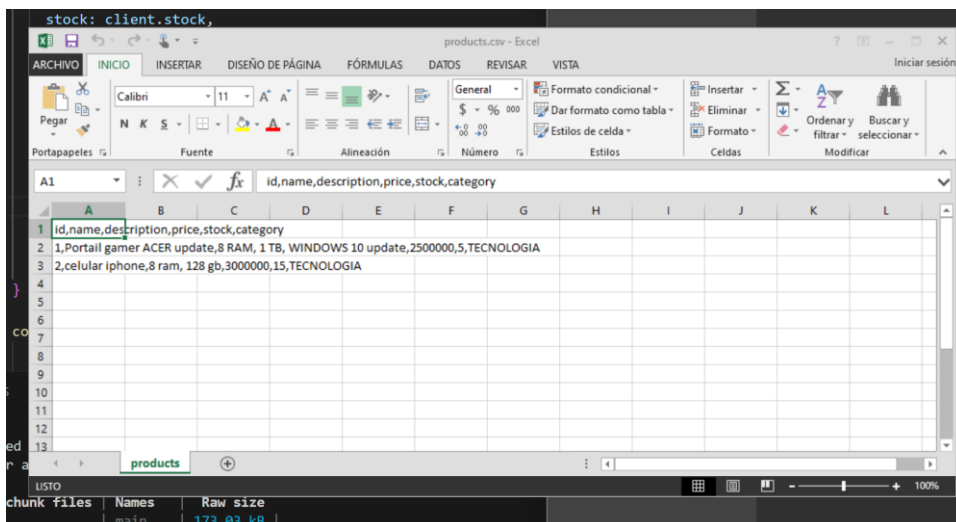 stock: client.stock,
products.csv - Excel
ARCHIVO INICIO INSERTAR DISEÑO DE PÁGINA FÓRMULAS DATOS REVISAR VISTA Iniciar sesión
Calibri 11 A A General Formato condicional Insertar
Pegar N K S A $ % 000 Dar formato como tabla Eliminar Ordenar y Buscar y
Estilos de celda Formato filtrar seleccionar
Portapapeles Fuente Alineación Número Estilos Celdas Modificar
A1 fx id,name,description,price,stock,category
A B C D E F G H I J K L
1 id,name,description,price,stock,category
2 1,Portail gamer ACER update,8 RAM, 1 TB, WINDOWS 10 update,2500000,5,TECNOLOGIA
3 2,celular iphone,8 ram, 128 gb,3000000,15,TECNOLOGIA
4
}
5
6
co
7
8
9
10
11
12
ed
13
products
LISTO 100%
chunk files | Names | Raw size
main | 173.03 kB |